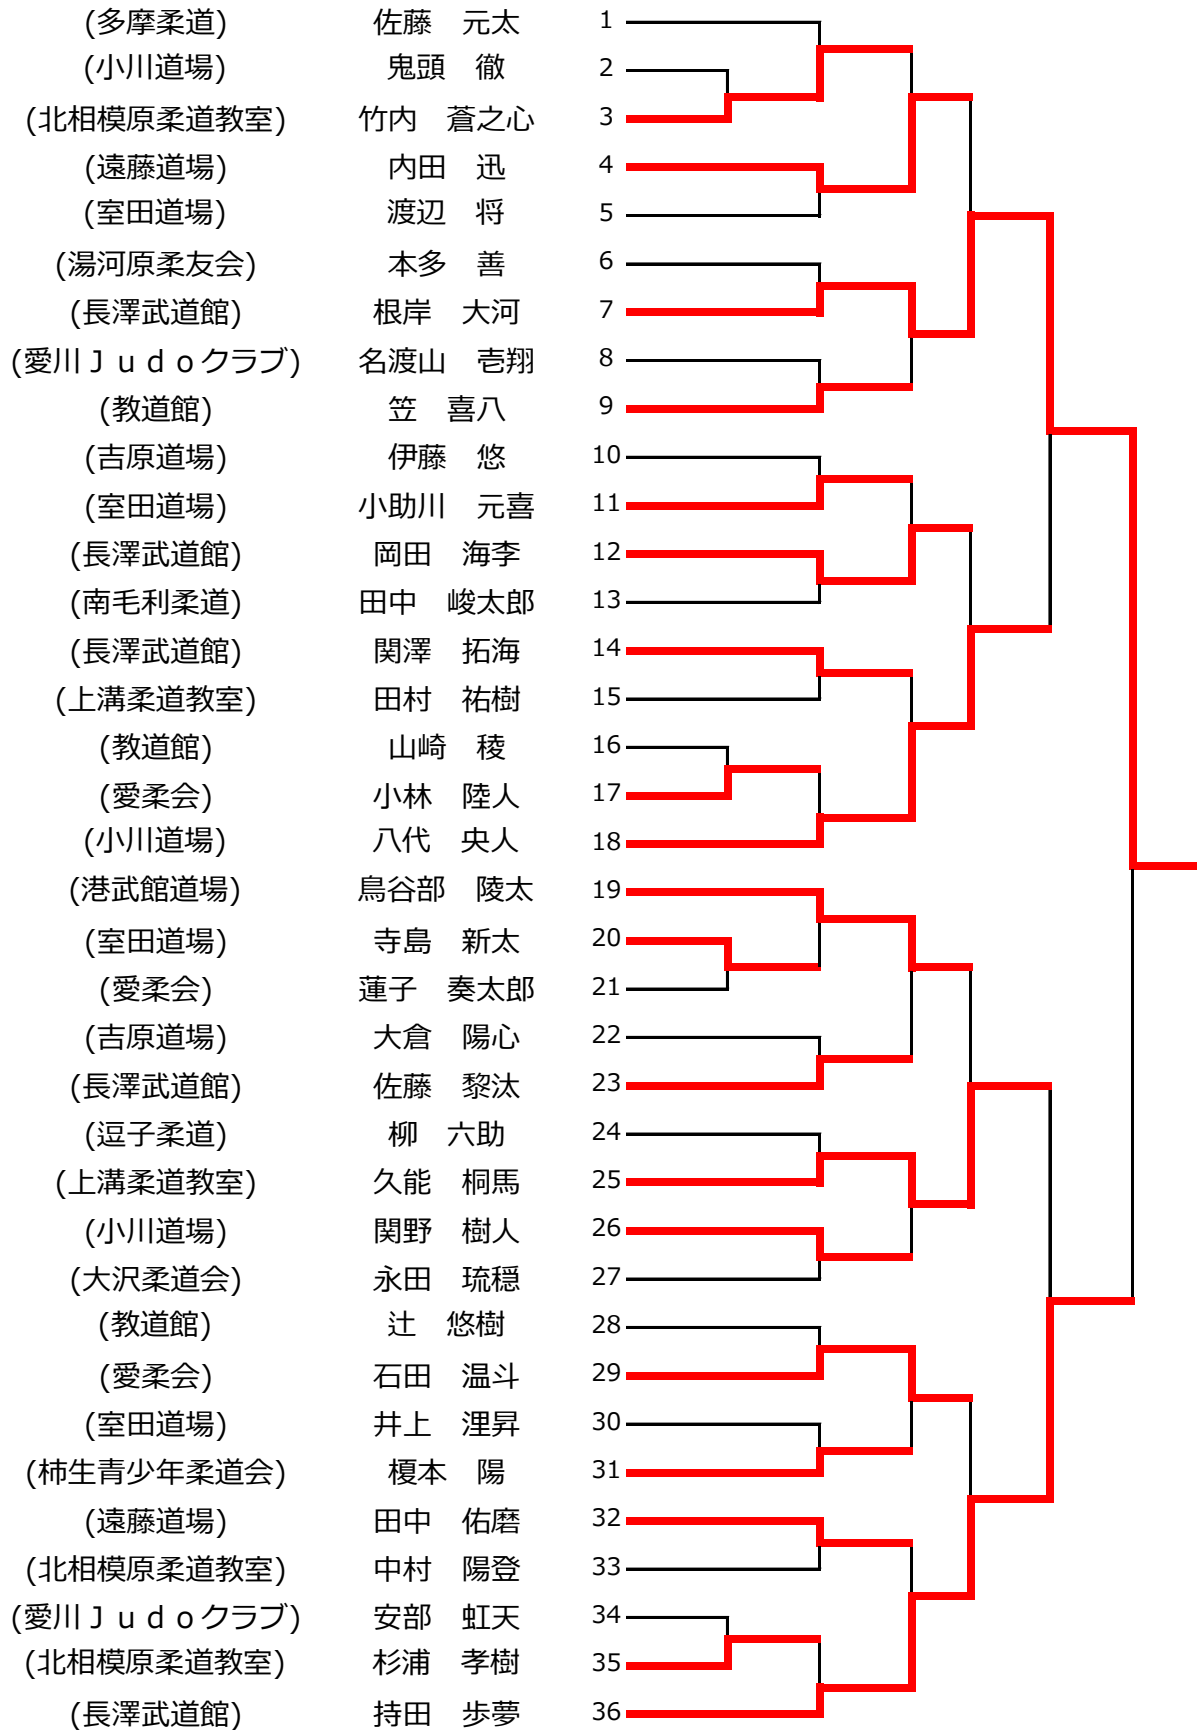 (多摩柔道) 佐藤　元太 1
(小川道場) 鬼頭　徹 2
(北相模原柔道教室) 竹内　蒼之心 3
(遠藤道場) 内田　迅 4
(室田道場) 渡辺　将 5
(湯河原柔友会) 本多　善 6
(長澤武道館) 根岸　大河 7
(愛川Ｊｕｄｏクラブ) 名渡山　壱翔 8
(教道館) 笠　喜八 9
(吉原道場) 伊藤　悠 10
(室田道場) 小助川　元喜 11
(長澤武道館) 岡田　海李 12
(南毛利柔道) 田中　峻太郎 13
(長澤武道館) 関澤　拓海 14
(上溝柔道教室) 田村　祐樹 15
(教道館) 山崎　稜 16
(愛柔会) 小林　陸人 17
(小川道場) 八代　央人 18
(港武館道場) 鳥谷部　陵太 19
(室田道場) 寺島　新太 20
(愛柔会) 蓮子　奏太郎 21
(吉原道場) 大倉　陽心 22
(長澤武道館) 佐藤　黎汰 23
(逗子柔道) 柳　六助 24
(上溝柔道教室) 久能　桐馬 25
(小川道場) 関野　樹人 26
(大沢柔道会) 永田　琉穏 27
(教道館) 辻　悠樹 28
(愛柔会) 石田　温斗 29
(室田道場) 井上　浬昇 30
(柿生青少年柔道会) 榎本　陽 31
(遠藤道場) 田中　佑磨 32
(北相模原柔道教室) 中村　陽登 33
(愛川Ｊｕｄｏクラブ) 安部　虹天 34
(北相模原柔道教室) 杉浦　孝樹 35
(長澤武道館) 持田　歩夢 36